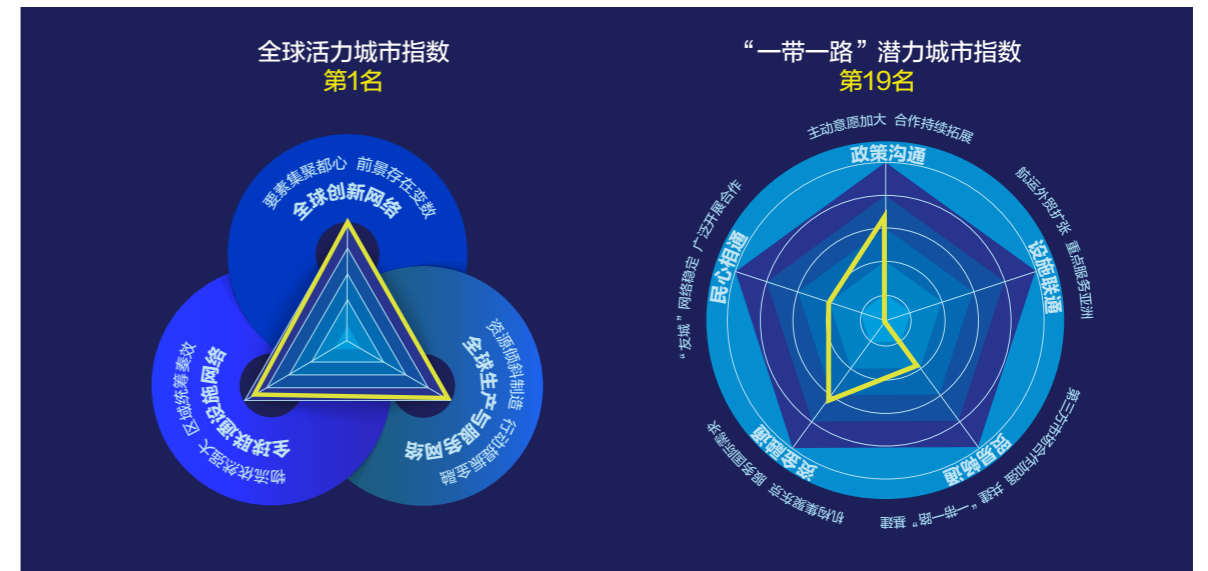 全球活力城市指数
第1名
要素集聚都心 前景存在变数
全球创新网络
资源倾斜制造 行动提振金融
全球生产与服务网络
物流依然强大 区域统筹奏效
全球联通设施网络
“一带一路”潜力城市指数
第19名
主动意愿加大 合作持续拓展
政策沟通
航运外贸扩张 重点服务亚洲
设施联通
第三方市场合作加强 共建“一带一路”基建
贸易畅通
机构集聚东京 服务国际需求
资金融通
“友城”网络稳定 广泛开展合作
民心相通